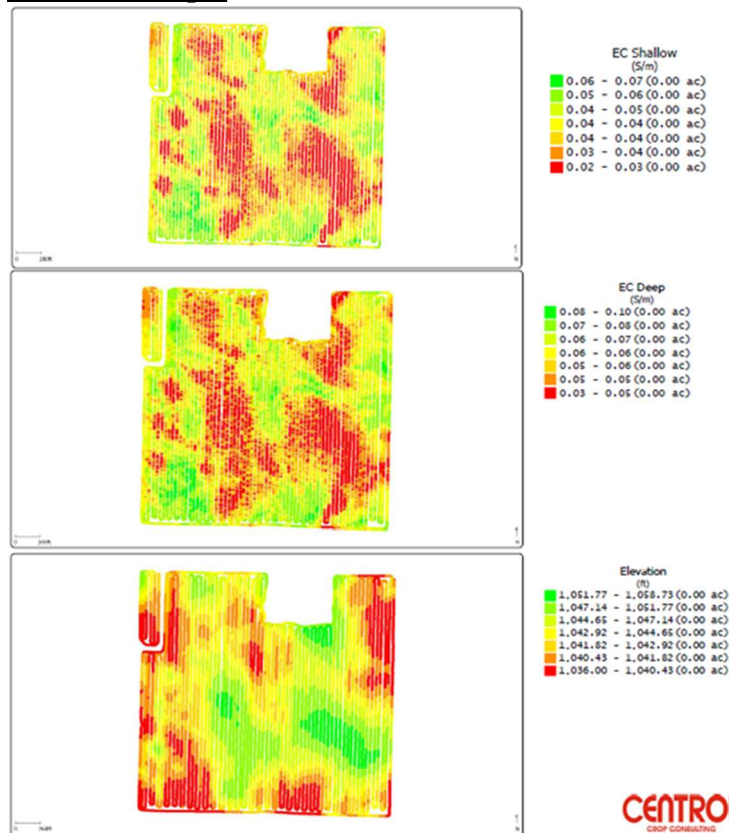 EC Shallow
(S/m)
0.06 - 0.07(0.00 ac)
0.05 - 0.06(0.00 ac)
0.04 - 0.05(0.00 ac)
0.04 - 0.04(0.00 ac)
0.04 - 0.04(0.00 ac)
0.03 - 0.04(0.00 ac)
0.02 - 0.03(0.00 ac)
EC Deep
(S/m)
0.08 - 0.10(0.00 ac)
0.07 - 0.08(0.00 ac)
0.06 - 0.07(0.00 ac)
0.06 - 0.06(0.00 ac)
0.05 - 0.06(0.00 ac)
0.05 - 0.05(0.00 ac)
0.03 - 0.05(0.00 ac)
Elevation
(ft)
1,051.77 - 1,058.73(0.00 ac)
1,047.14 - 1,051.77(0.00 ac)
1,044.65 - 1,047.14(0.00 ac)
1,042.92 - 1,044.65(0.00 ac)
1,041.82 - 1,042.92(0.00 ac)
1,040.43 - 1,041.82(0.00 ac)
1,036.00 - 1,040.43(0.00 ac)
CENTRO
CROP CONSULTING